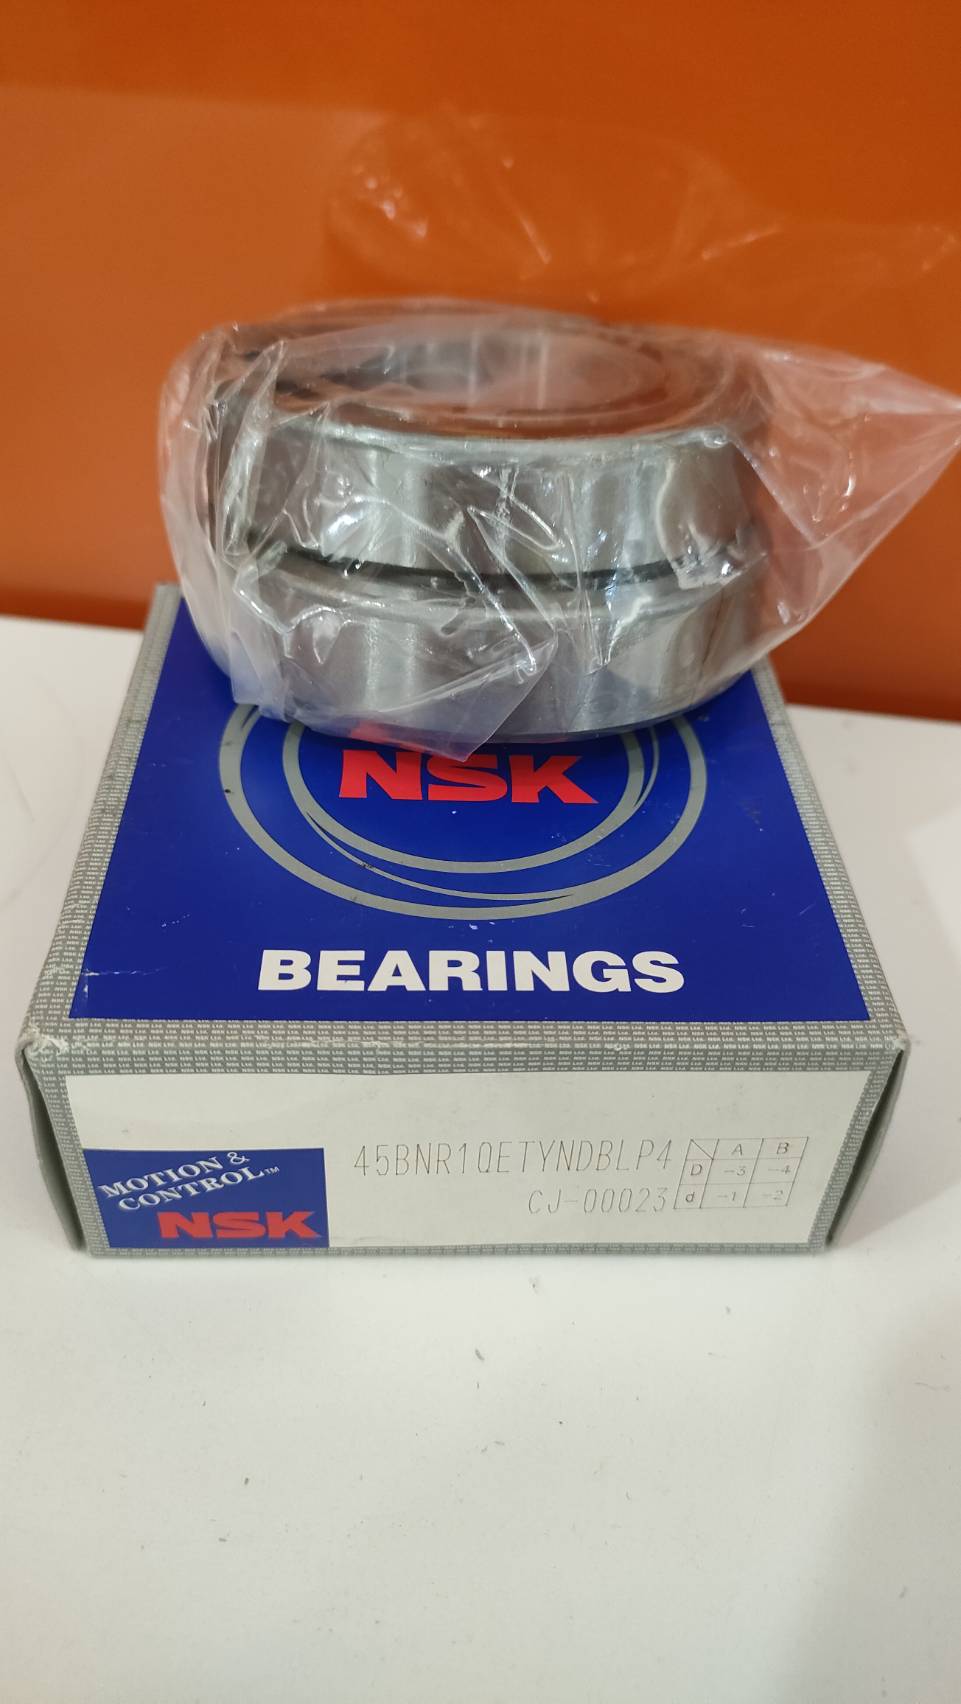 NSK
BEARINGS
MOTION &
CONTROL™
NSK
45BNR10ETYNDBLP4
CJ-00023
A B
D -3 -4
d -1 -2